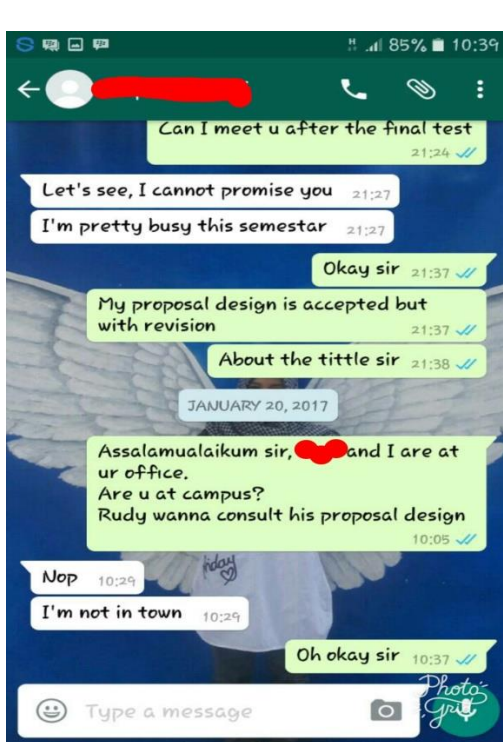 85% 10:39
Can I meet u after the final test
21:24
Let's see, I cannot promise you 21:27
I'm pretty busy this semestar 21:27
Okay sir 21:37
My proposal design is accepted but
with revision
21:37
About the tittle sir 21:38
JANUARY 20, 2017
Assalamualaikum sir, and I are at
ur office.
Are u at campus?
Rudy wanna consult his proposal design
10:05
friday
Nop 10:29
I'm not in town 10:29
Oh okay sir 10:37
Type a message
Photo
Grid